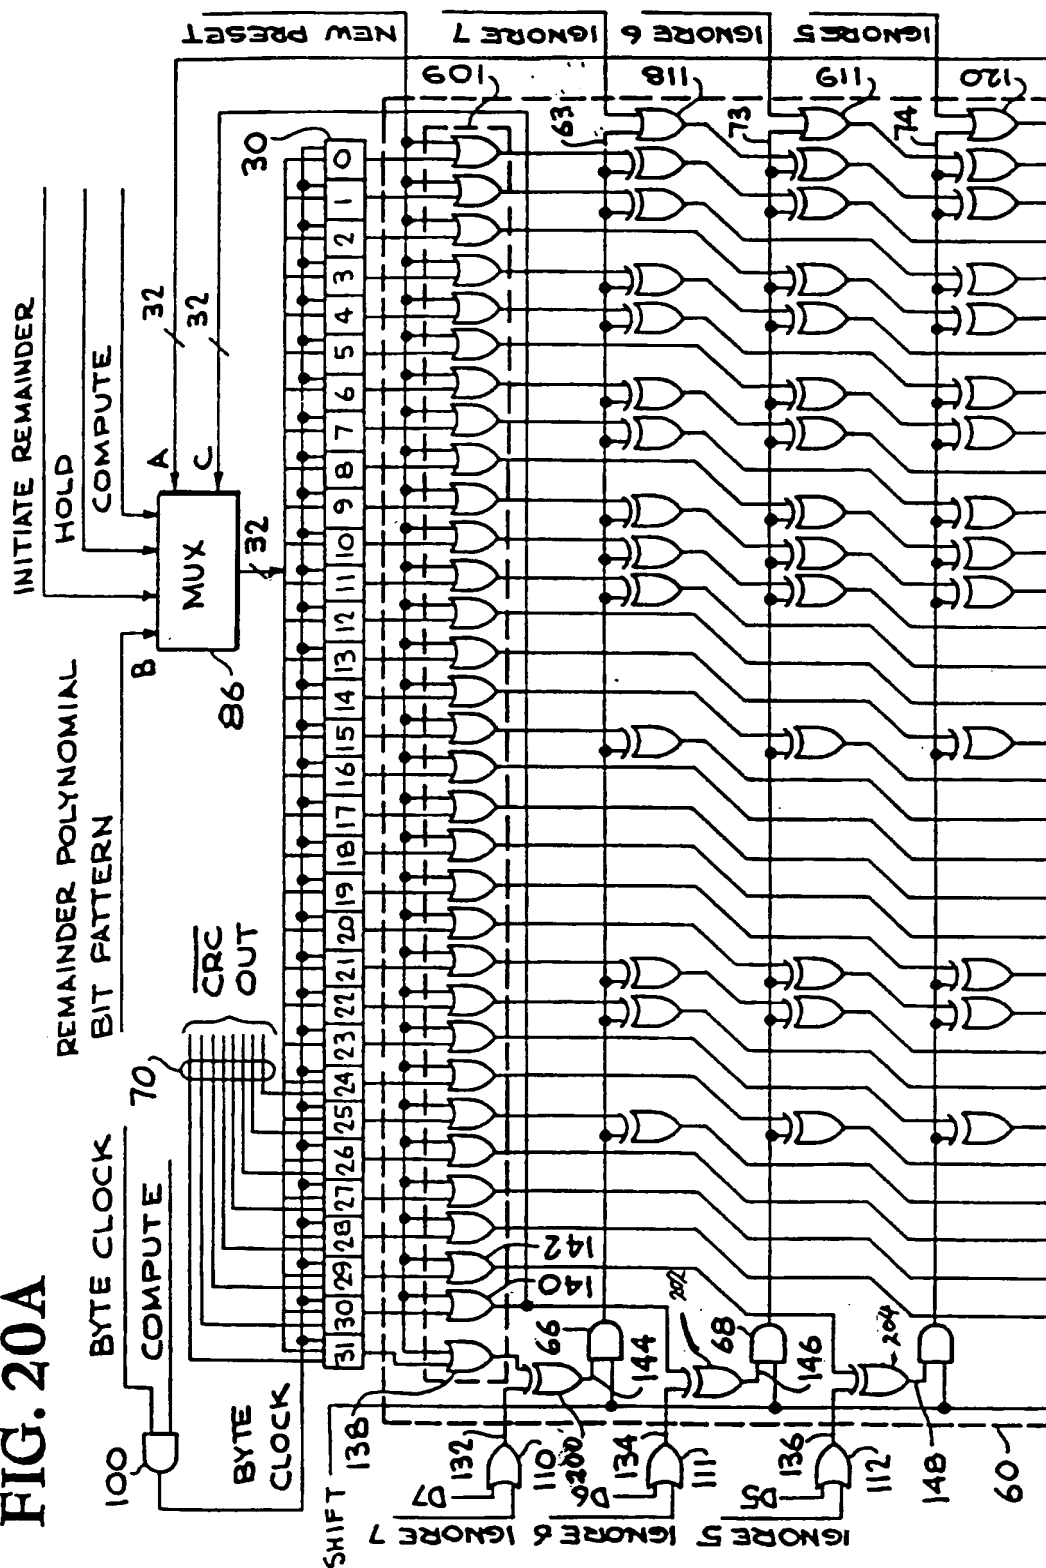 FIG. 20A
BYTE CLOCK
COMPUTE
100
BYTE
CLOCK
SHIFT
70
CRC
OUT
REMAINDER POLYNOMIAL
BIT PATTERN
INITIATE REMAINDER
HOLD
COMPUTE
B
MUX
86
A
C
32
32
32
30
31 30 29 28 27 26 25 24 23 22 21 20 19 18 17 16 15 14 13 12 11 10 9 8 7 6 5 4 3 2 1 0
NEW PRESET
109
138
140
142
D7
IGNORE 7
132
110
200
66
144
63
IGNORE 7
118
D6
IGNORE 6
134
111
202
68
146
73
IGNORE 6
119
D5
IGNORE 5
136
112
204
148
74
IGNORE 5
120
60